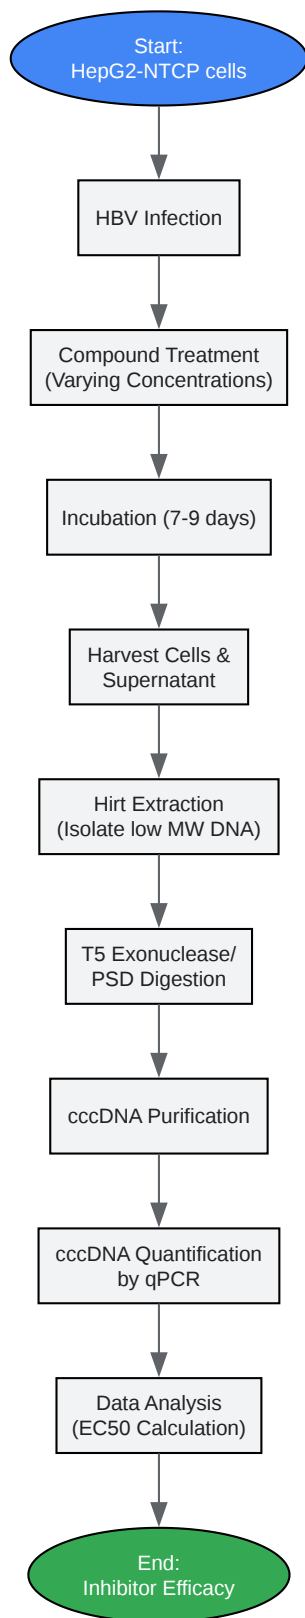 Start:
HepG2-NTCP cells
HBV Infection
Compound Treatment
(Varying Concentrations)
Incubation (7-9 days)
Harvest Cells &
Supernatant
Hirt Extraction
(Isolate low MW DNA)
T5 Exonuclease/
PSD Digestion
cccDNA Purification
cccDNA Quantification
by qPCR
Data Analysis
(EC50 Calculation)
End:
Inhibitor Efficacy